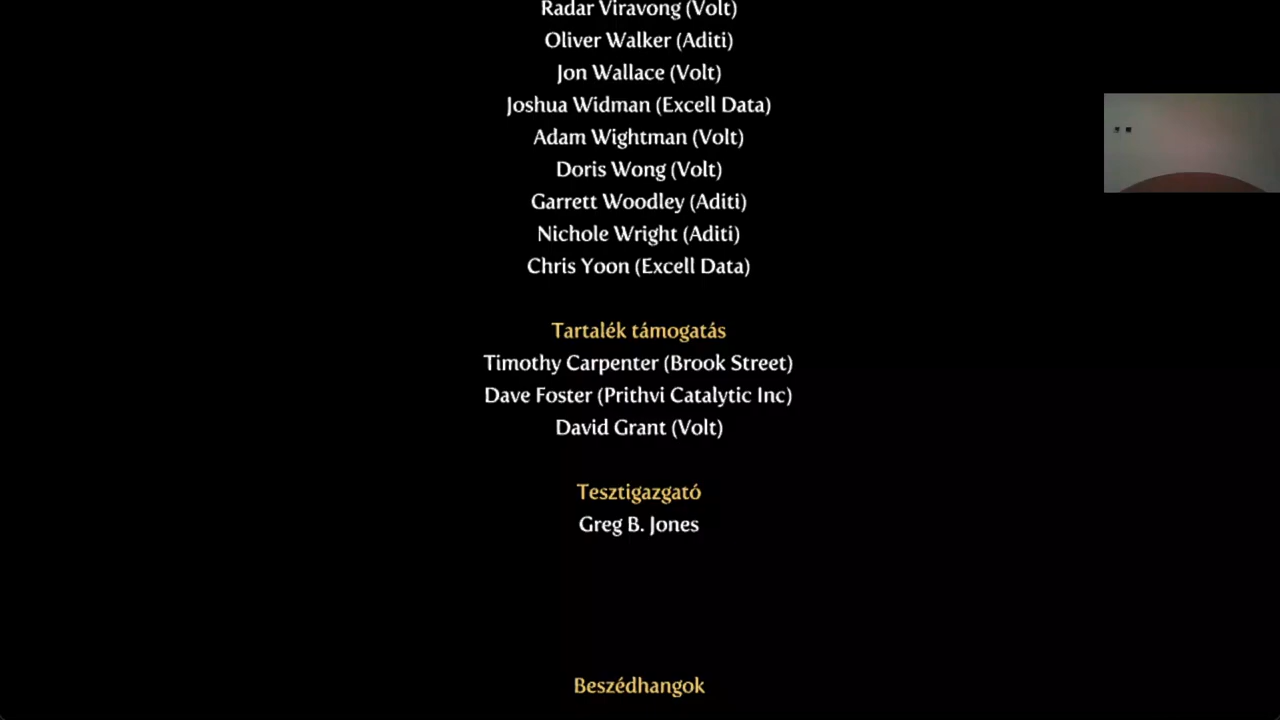 Radar Viravong (Volt)
Oliver Walker (Aditi)
Jon Wallace (Volt)
Joshua Widman (Excell Data)
Adam Wightman (Volt)
Doris Wong (Volt)
Garrett Woodley (Aditi)
Nichole Wright (Aditi)
Chris Yoon (Excell Data)
Tartalék támogatás
Timothy Carpenter (Brook Street)
Dave Foster (Prithvi Catalytic Inc)
David Grant (Volt)
Tesztigazgató
Greg B. Jones
Beszédhangok